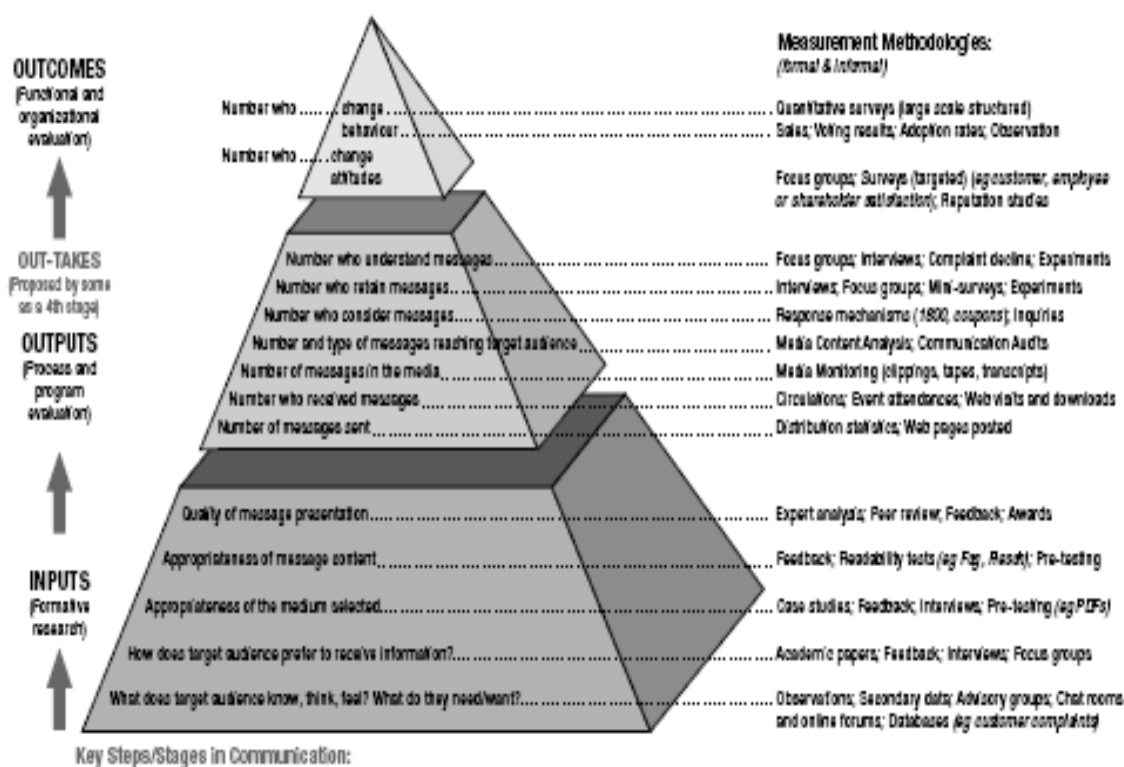 Measurement Methodologies:
(formal & informal)
OUTCOMES
(Functional and
organizational
evaluation)
Number who ..... change
behaviour
Quantitative surveys (large scale structured)
Sales; Voting results; Adoption rates; Observation
Number who ..... change
attitudes
Focus groups; Surveys (targeted) (eg customer, employee
or shareholder satisfaction); Reputation studies
OUT-TAKES
(Proposed by some
as a 4th stage)
Number who understand messages
Focus groups; Interviews; Complaint decline; Experiments
Number who retain messages
Interviews; Focus groups; Mini-surveys; Experiments
Number who consider messages
Response mechanisms (1800, coupons); Inquiries
OUTPUTS
(Process and
program
evaluation)
Number and type of messages reaching target audience
Media Content Analysis; Communication Audits
Number of messages in the media
Media Monitoring (clippings, tapes, transcripts)
Number who received messages
Circulations; Event attendances; Web visits and downloads
Number of messages sent
Distribution statistics; Web pages posted
INPUTS
(Formative
research)
Quality of message presentation
Expert analysis; Peer review; Feedback; Awards
Appropriateness of message content
Feedback; Readability tests (eg Fog, ); Pre-testing
Appropriateness of the medium selected
Case studies; Feedback; Interviews; Pre-testing (eg PDFs)
How does target audience prefer to receive information?
Academic papers; Feedback; Interviews; Focus groups
What does target audience know, think, feel? What do they need/want?
Observations; Secondary data; Advisory groups; Chat rooms
and online forums; Databases (eg customer complaints)
Key Steps/Stages in Communication: